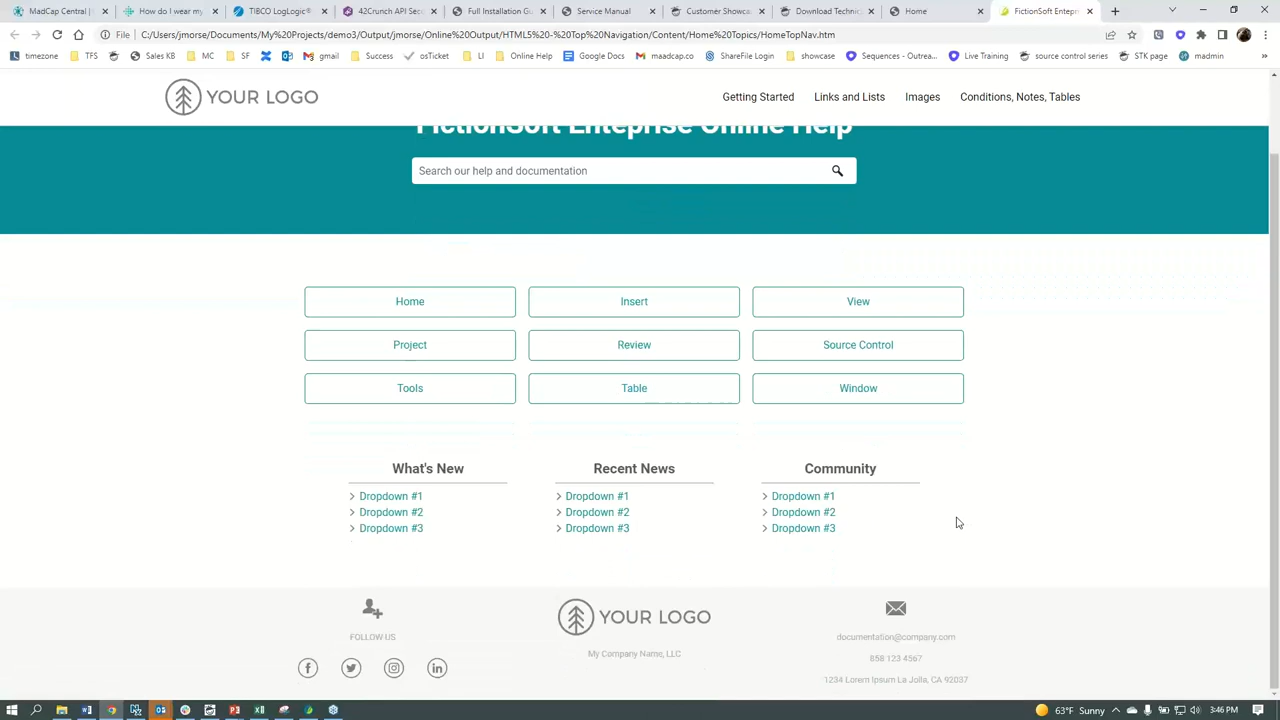 MadCap Central
How do I wear m
TIBCO LogLogic®
42Crunch API Sec
Full Installation Gu
Service Manual
Customer Showca
Download Technic
Home
FictionSoft Entepr
File
C:/Users/jmorse/Documents/My%20Projects/demo3/Output/jmorse/Online%20Output/HTML5%20-%20Top%20Navigation/Content/Home%20Topics/HomeTopNav.htm
timezone
TFS
Sales KB
MC
SF
gmail
Success
osTicket
LI
Online Help
Google Docs
maadcap.co
ShareFile Login
showcase
Sequences - Outrea...
Live Training
source control series
STK page
madmin
YOUR LOGO
Getting Started
Links and Lists
Images
Conditions, Notes, Tables
FictionSoft Enteprise Online Help
Search our help and documentation
Home
Insert
View
Project
Review
Source Control
Tools
Table
Window
What's New
Recent News
Community
Dropdown #1
Dropdown #1
Dropdown #1
Dropdown #2
Dropdown #2
Dropdown #2
Dropdown #3
Dropdown #3
Dropdown #3
FOLLOW US
YOUR LOGO
My Company Name, LLC
documentation@company.com
858 123 4567
1234 Lorem Ipsum La Jolla, CA 92037
63°F Sunny
3:46 PM